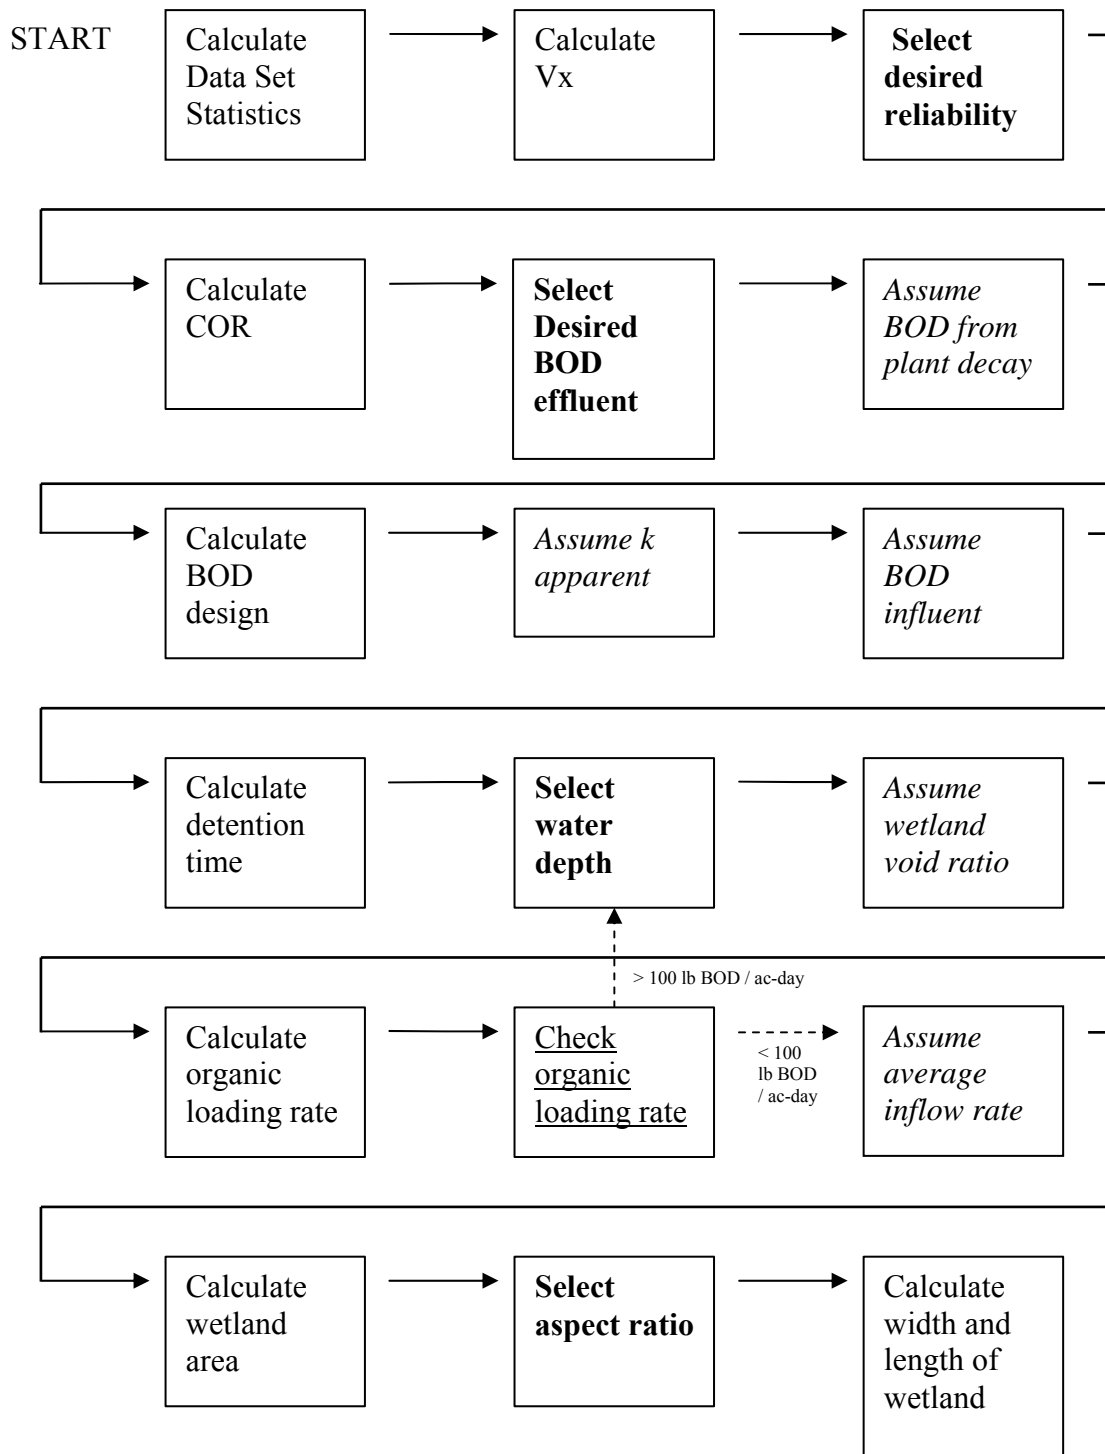 START
Calculate
Data Set
Statistics
Calculate
Vx
Select
desired
reliability
Calculate
COR
Select
Desired
BOD
effluent
Assume
BOD from
plant decay
Calculate
BOD
design
Assume k
apparent
Assume
BOD
influent
Calculate
detention
time
Select
water
depth
Assume
wetland
void ratio
> 100 lb BOD / ac-day
Calculate
organic
loading rate
Check
organic
loading rate
< 100
lb BOD
/ ac-day
Assume
average
inflow rate
Calculate
wetland
area
Select
aspect ratio
Calculate
width and
length of
wetland